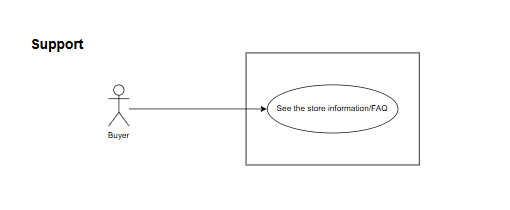 Support
See the store information/FAQ
Buyer